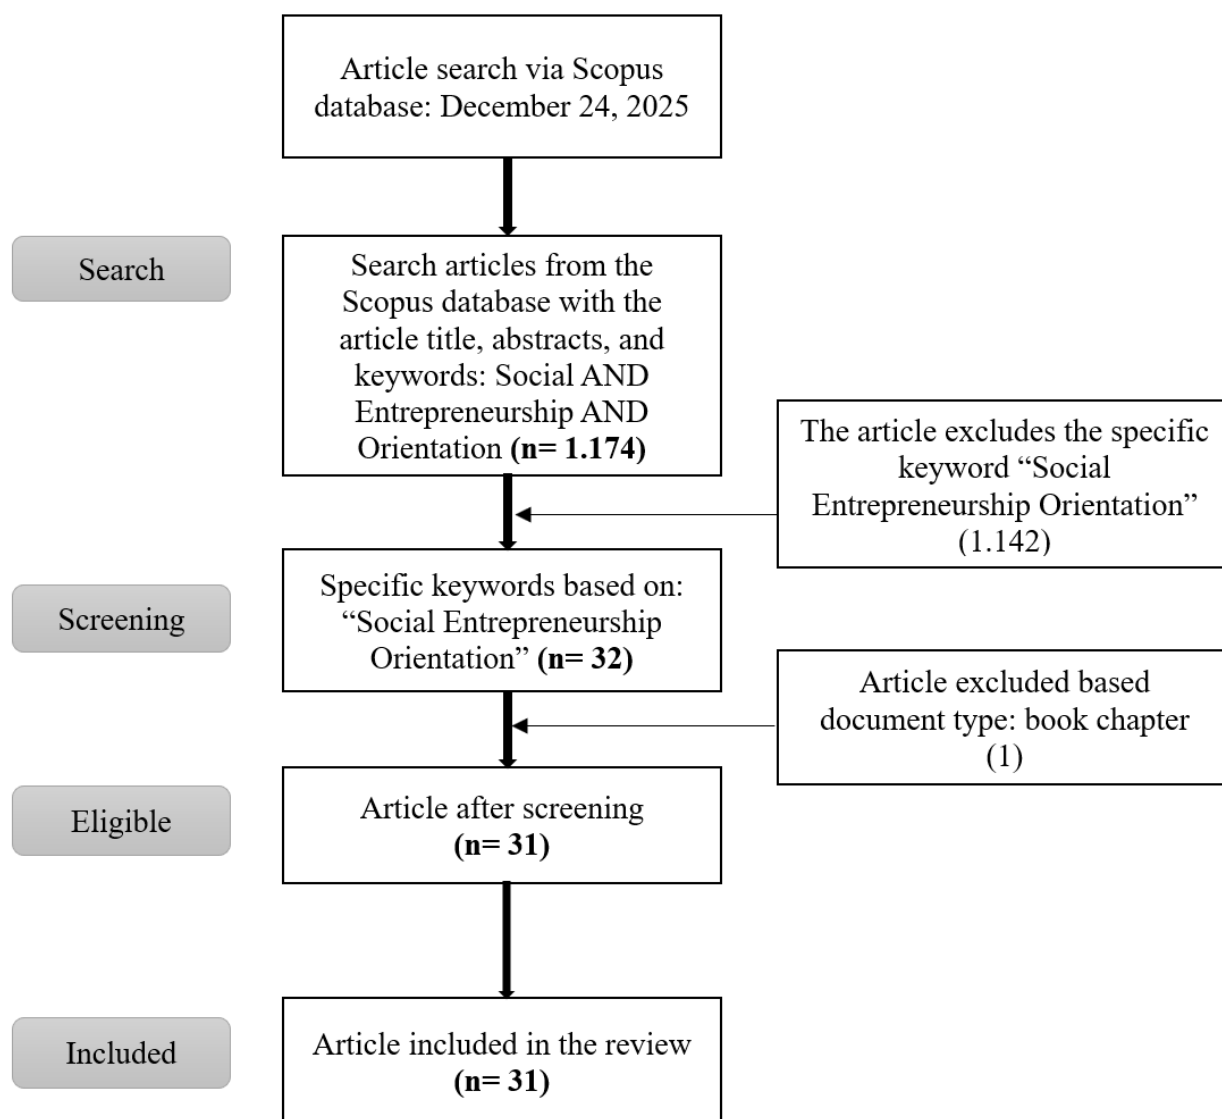 Article search via Scopus
database: December 24, 2025
Search
Search articles from the
Scopus database with the
article title, abstracts, and
keywords: Social AND
Entrepreneurship AND
Orientation (n= 1.174)
The article excludes the specific
keyword “Social
Entrepreneurship Orientation”
(1.142)
Screening
Specific keywords based on:
“Social Entrepreneurship
Orientation” (n= 32)
Article excluded based
document type: book chapter
(1)
Eligible
Article after screening
(n= 31)
Included
Article included in the review
(n= 31)